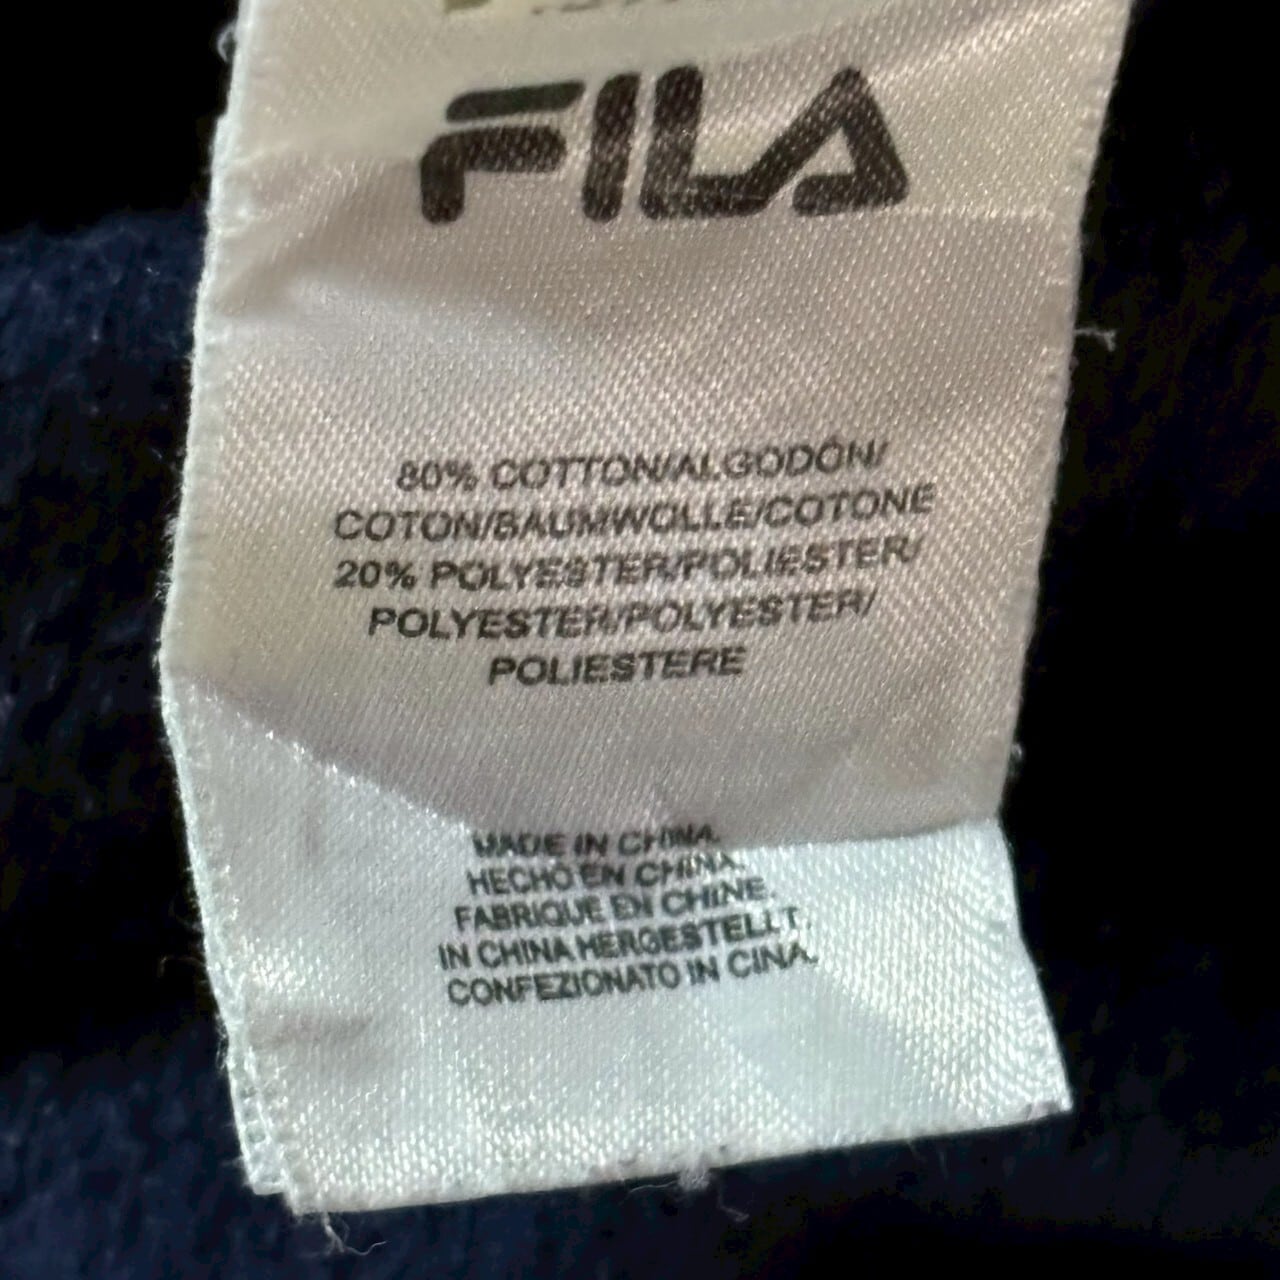 FILA
80% COTTON/ALGODÓN/
COTON/BAUMWOLLE/COTONE
20% POLYESTER/POLIESTER/
POLYESTER/POLYESTER/
POLIESTERE
MADE IN CHINA.
HECHO EN CHINA.
FABRIQUE EN CHINE.
IN CHINA HERGESTELLT.
CONFEZIONATO IN CINA.